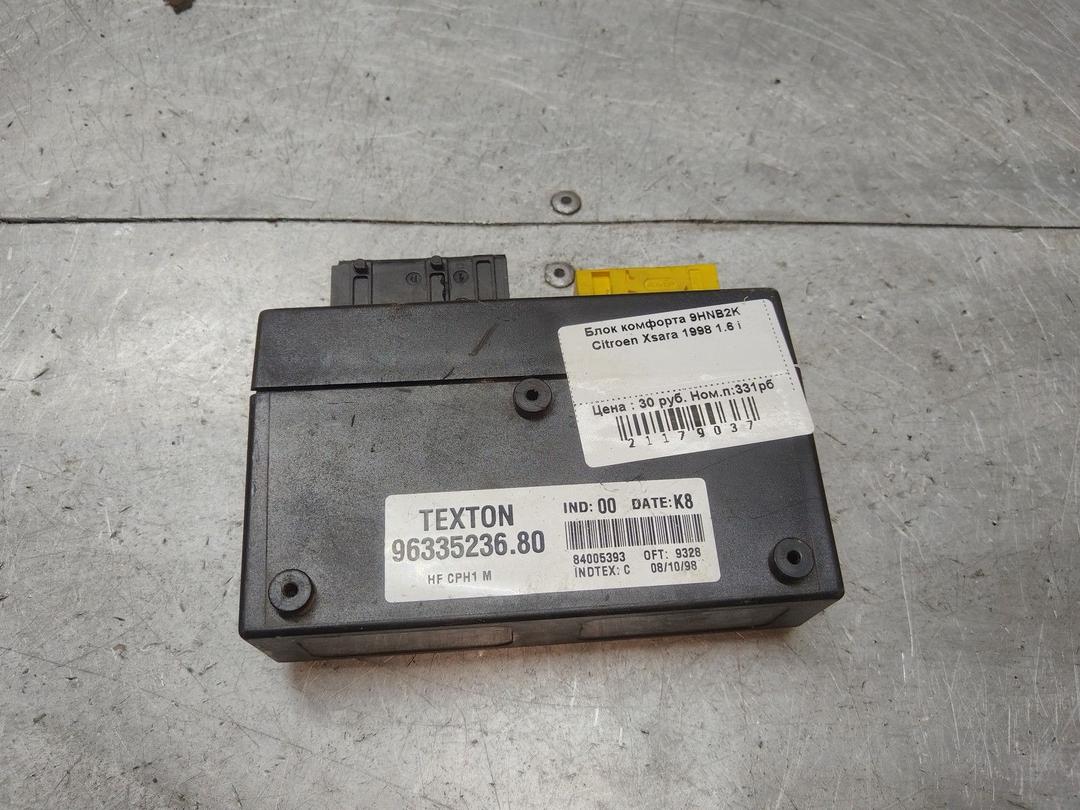 Блок комфорта 9HNB2K
Citroen Xsara 1998 1.6 i
Цена : 30 руб. Ном.п:331рб
21179037
TEXTON
96335236.80
HF CPH1 M
IND: 00 DATE: K8
84005393 OFT: 9328
INDTEX: C 08/10/98